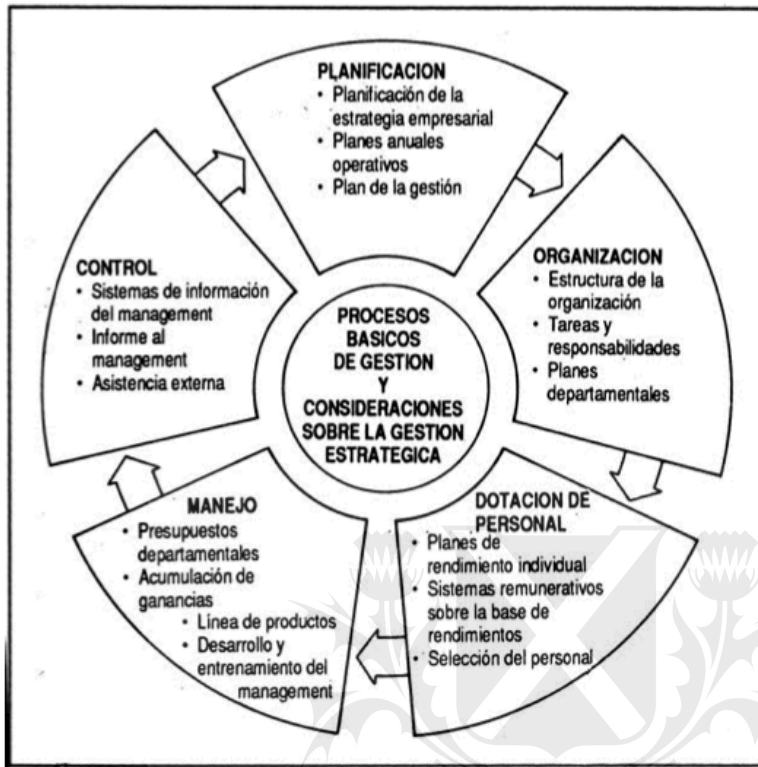 PLANIFICACION
• Planificación de la
estrategia empresarial
• Planes anuales
operativos
• Plan de la gestión
ORGANIZACION
• Estructura de la
organización
• Tareas y
responsabilidades
• Planes
departamentales
DOTACION DE
PERSONAL
• Planes de
rendimiento individual
• Sistemas remunerativos
sobre la base de
rendimientos
• Selección del personal
MANEJO
• Presupuestos
departamentales
• Acumulación de
ganancias
• Línea de productos
• Desarrollo y
entrenamiento del
management
CONTROL
• Sistemas de información
del management
• Informe al
management
• Asistencia externa
PROCESOS
BASICOS
DE GESTION
Y
CONSIDERACIONES
SOBRE LA GESTION
ESTRATEGICA